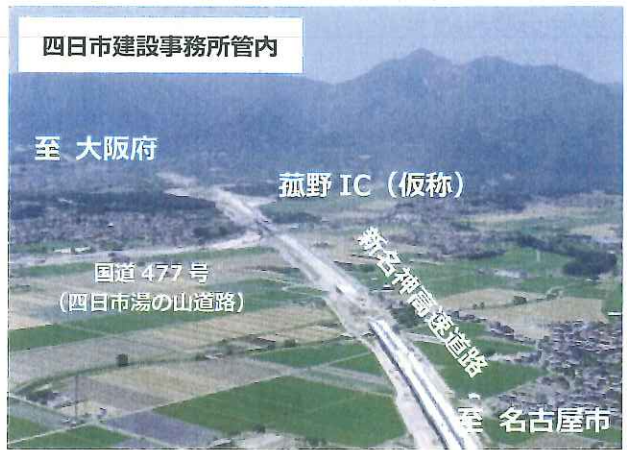 四日市建設事務所管内
至 大阪府
菰野 IC（仮称）
国道 477 号
（四日市湯の山道路）
新名神高速道路
至 名古屋市